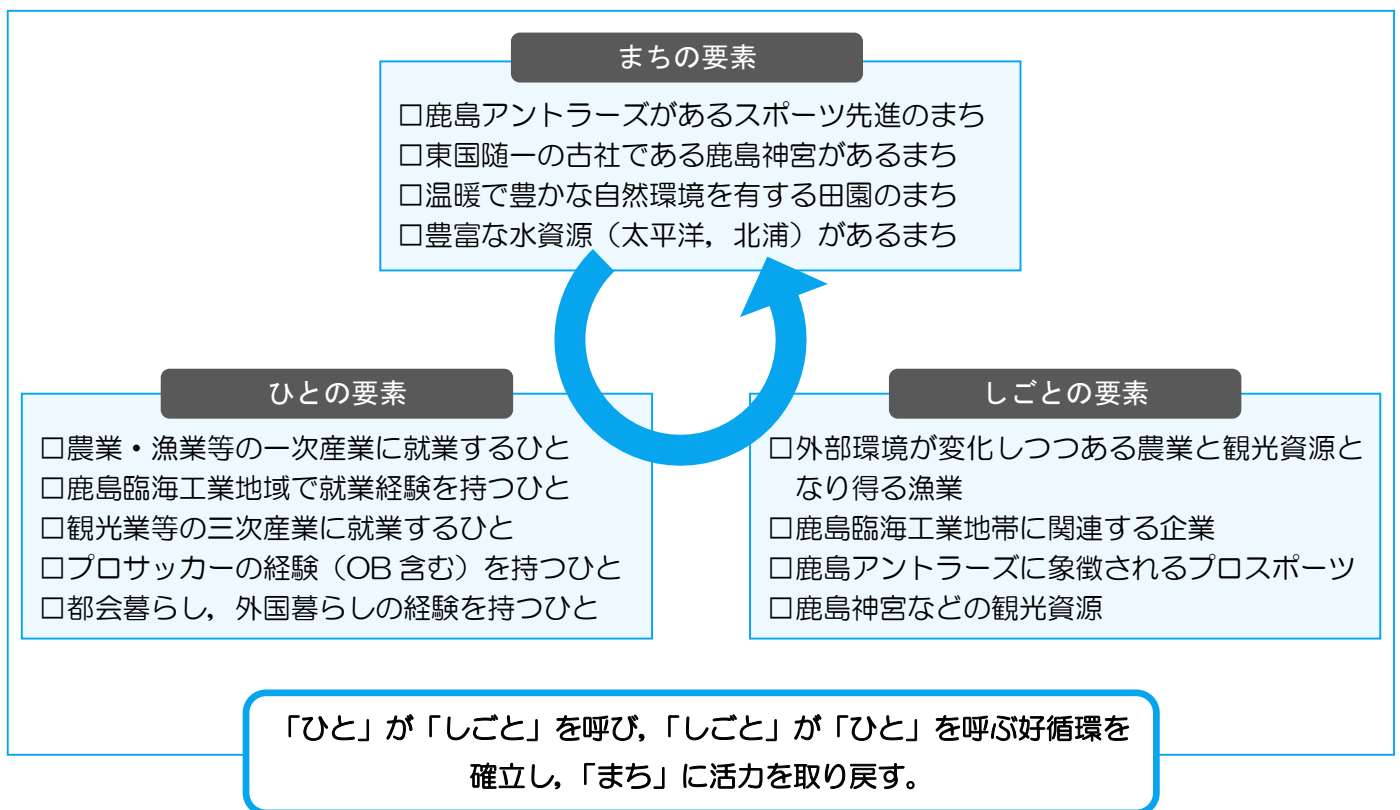 まちの要素
□鹿島アントラーズがあるスポーツ先進のまち
□東国随一の古社である鹿島神宮があるまち
□温暖で豊かな自然環境を有する田園のまち
□豊富な水資源（太平洋，北浦）があるまち
ひとの要素
□農業・漁業等の一次産業に就業するひと
□鹿島臨海工業地域で就業経験を持つひと
□観光業等の三次産業に就業するひと
□プロサッカーの経験（OB 含む）を持つひと
□都会暮らし，外国暮らしの経験を持つひと
しごとの要素
□外部環境が変化しつつある農業と観光資源と
なり得る漁業
□鹿島臨海工業地帯に関連する企業
□鹿島アントラーズに象徴されるプロスポーツ
□鹿島神宮などの観光資源
「ひと」が「しごと」を呼び，「しごと」が「ひと」を呼ぶ好循環を
確立し，「まち」に活力を取り戻す。